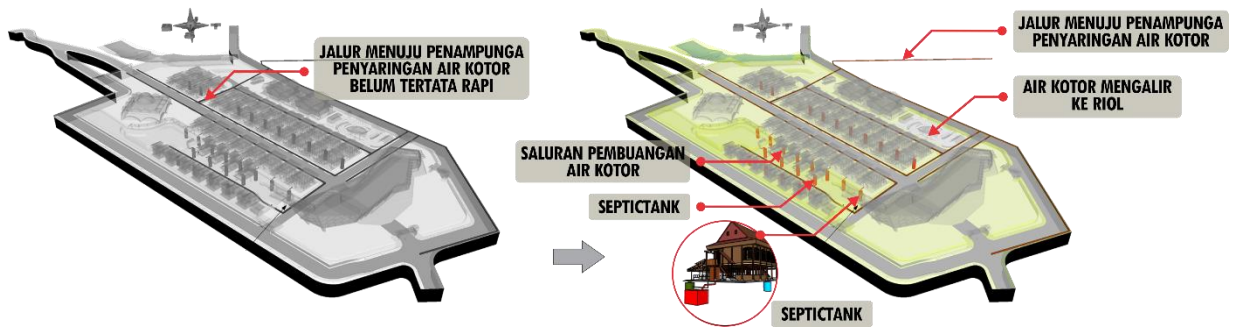 JALUR MENUJU PENAMPUNGA
PENYARINGAN AIR KOTOR
BELUM TERTATA RAPI
JALUR MENUJU PENAMPUNGA
PENYARINGAN AIR KOTOR
AIR KOTOR MENGALIR
KE RIOL
SALURAN PEMBUANGAN
AIR KOTOR
SEPTICTANK
SEPTICTANK